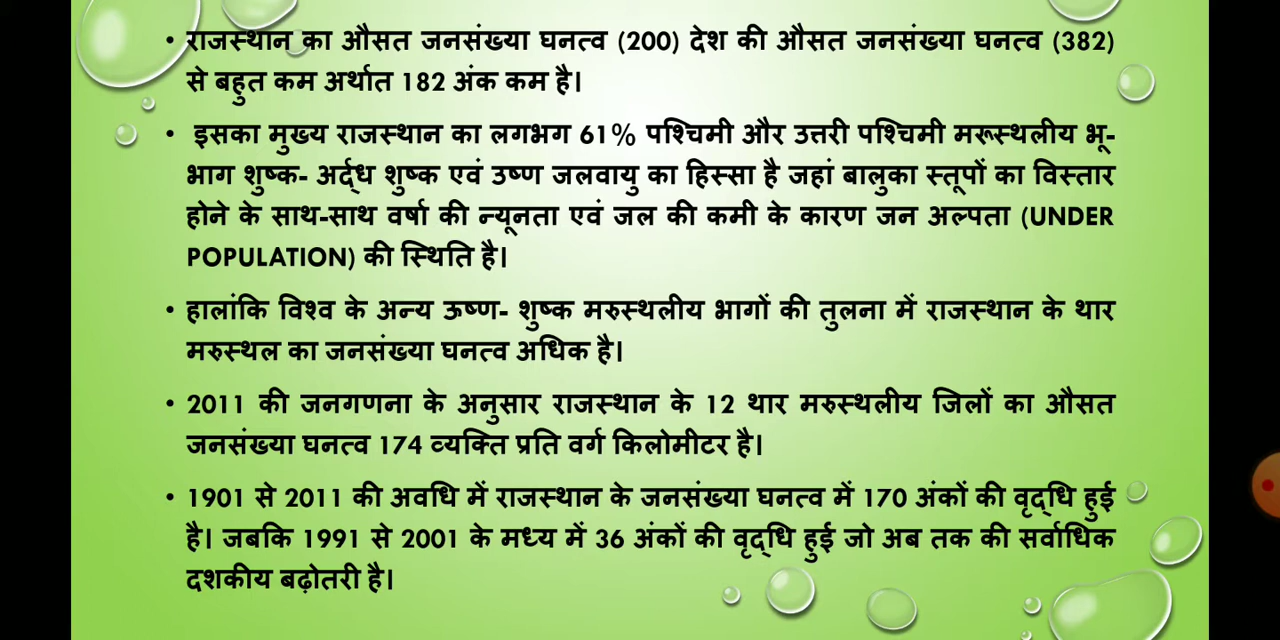 • राजस्थान का औसत जनसंख्या घनत्व (200) देश की औसत जनसंख्या घनत्व (382)
से बहुत कम अर्थात 182 अंक कम है।
• इसका मुख्य राजस्थान का लगभग 61% पश्चिमी और उत्तरी पश्चिमी मरूस्थलीय भू-
भाग शुष्क- अर्द्ध शुष्क एवं उष्ण जलवायु का हिस्सा है जहां बालुका स्तूपों का विस्तार
होने के साथ-साथ वर्षा की न्यूनता एवं जल की कमी के कारण जन अल्पता (UNDER
POPULATION) की स्थिति है।
• हालांकि विश्व के अन्य ऊष्ण- शुष्क मरुस्थलीय भागों की तुलना में राजस्थान के थार
मरुस्थल का जनसंख्या घनत्व अधिक है।
• 2011 की जनगणना के अनुसार राजस्थान के 12 थार मरुस्थलीय जिलों का औसत
जनसंख्या घनत्व 174 व्यक्ति प्रति वर्ग किलोमीटर है।
• 1901 से 2011 की अवधि में राजस्थान के जनसंख्या घनत्व में 170 अंकों की वृद्धि हुई
है। जबकि 1991 से 2001 के मध्य में 36 अंकों की वृद्धि हुई जो अब तक की सर्वाधिक
दशकीय बढ़ोतरी है।